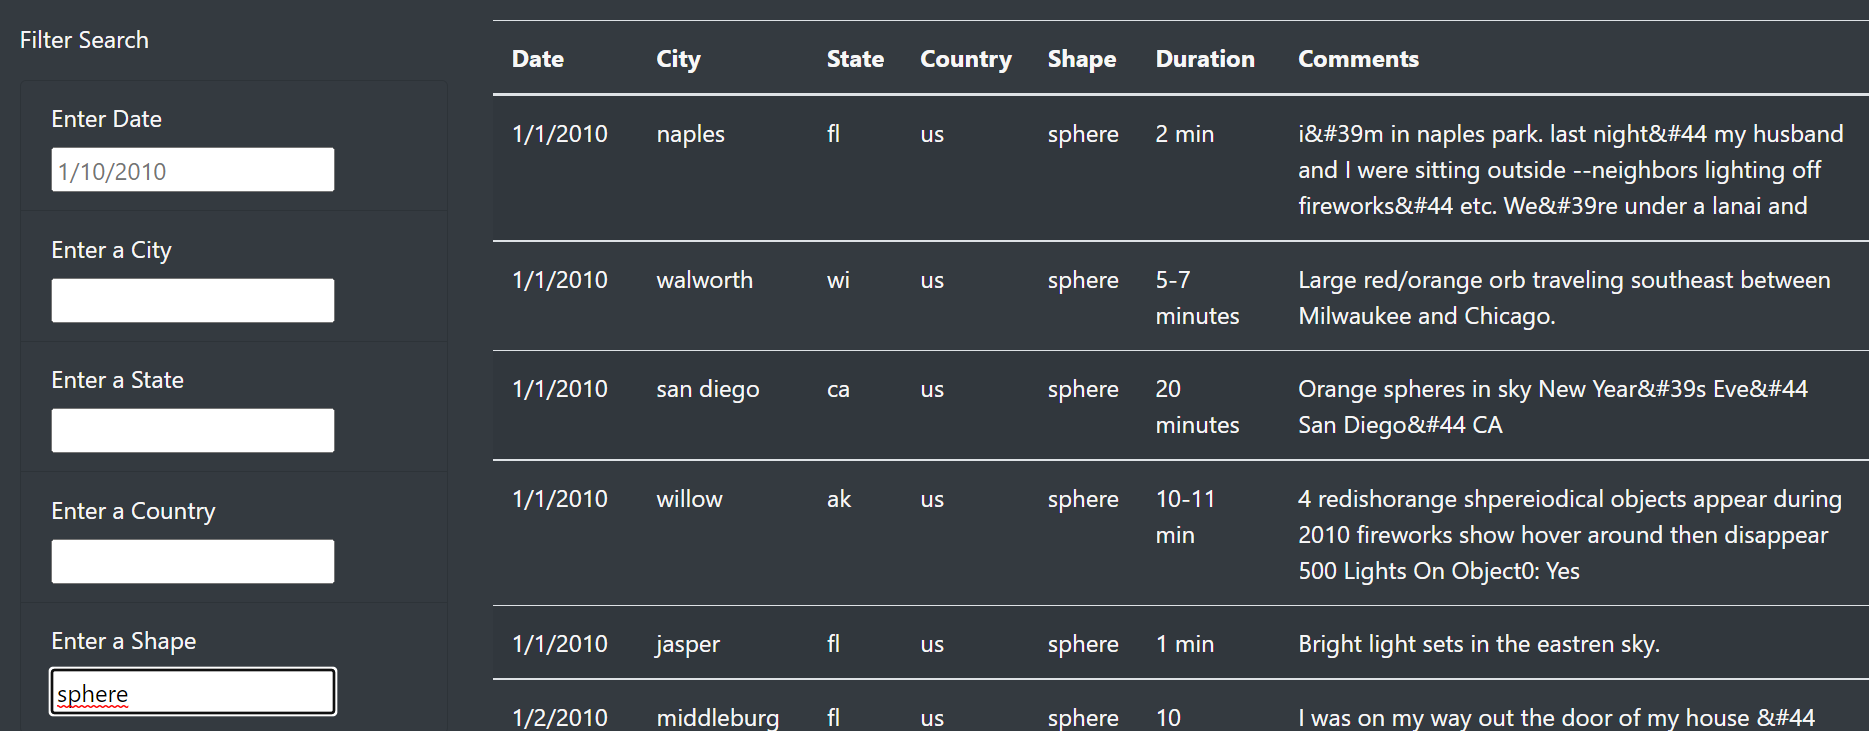 Filter Search
Enter Date
1/10/2010
Enter a City
Enter a State
Enter a Country
Enter a Shape
sphere
Date City State Country Shape Duration Comments
1/1/2010 naples fl us sphere 2 min i&#39m in naples park. last night&#44 my husband
and I were sitting outside --neighbors lighting off
fireworks&#44 etc. We&#39re under a lanai and
1/1/2010 walworth wi us sphere 5-7 Large red/orange orb traveling southeast between
minutes Milwaukee and Chicago.
1/1/2010 san diego ca us sphere 20 Orange spheres in sky New Year&#39s Eve&#44
minutes San Diego&#44 CA
1/1/2010 willow ak us sphere 10-11 4 redishorange shpereiodical objects appear during
min 2010 fireworks show hover around then disappear
500 Lights On Object0: Yes
1/1/2010 jasper fl us sphere 1 min Bright light sets in the eastren sky.
1/2/2010 middleburg fl us sphere 10 I was on my way out the door of my house &#44